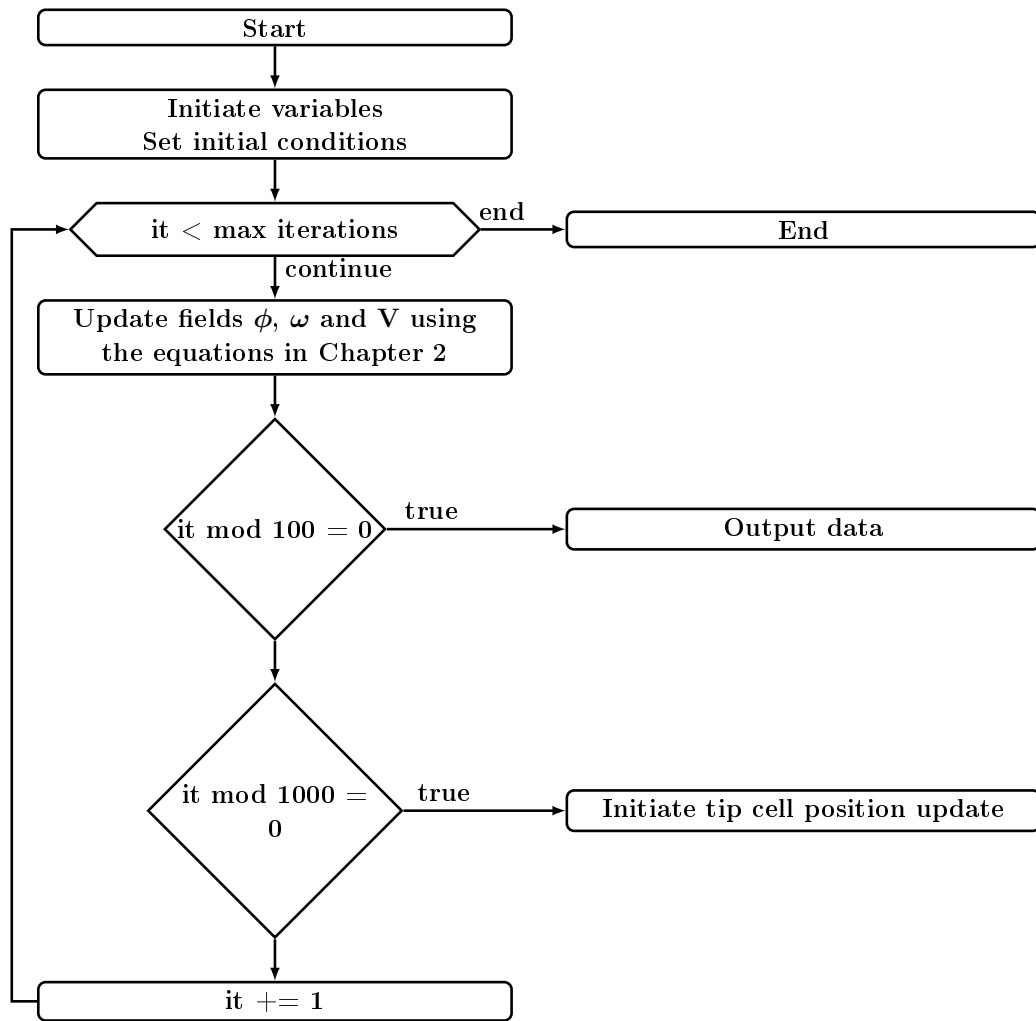 Start
Initiate variables
Set initial conditions
it < max iterations
end
End
continue
Update fields ϕ, ω and V using
the equations in Chapter 2
it mod 100 = 0
true
Output data
it mod 1000 =
0
true
Initiate tip cell position update
it += 1